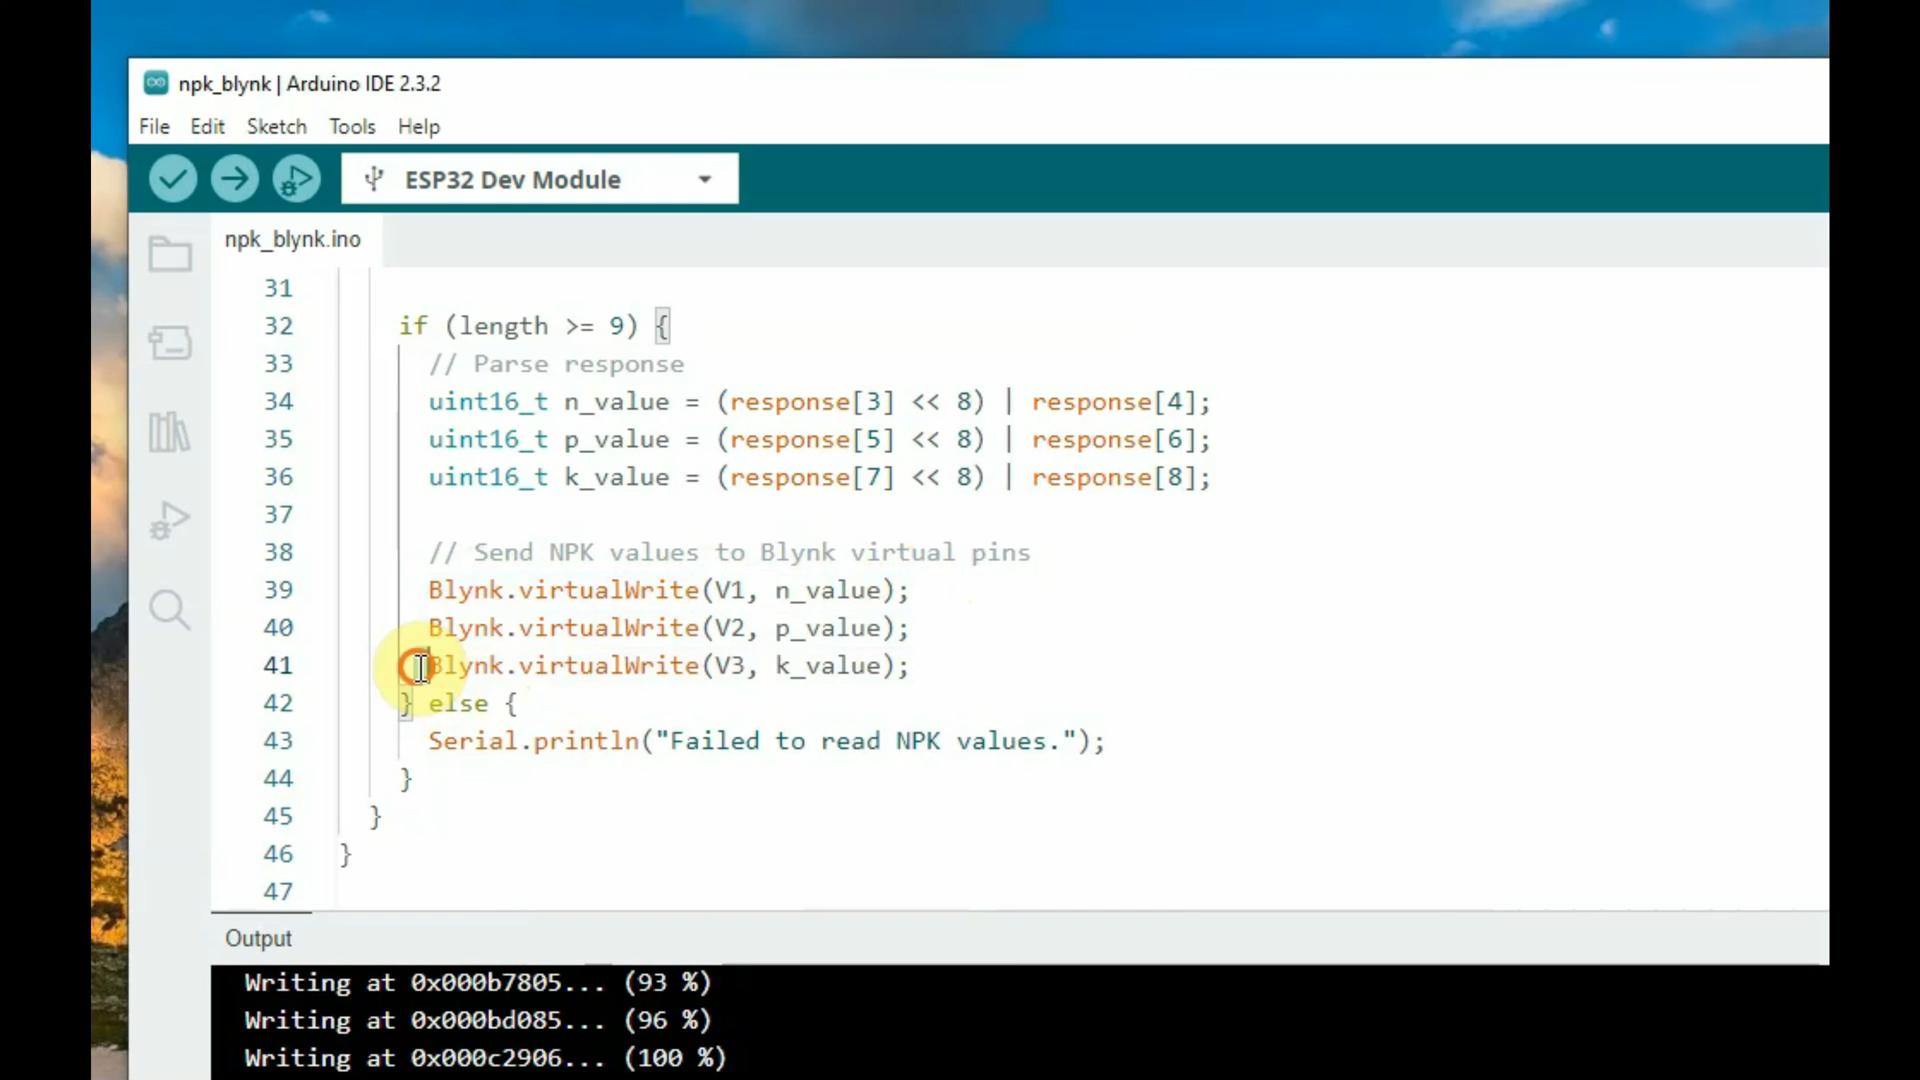 npk_blynk | Arduino IDE 2.3.2
File Edit Sketch Tools Help
ESP32 Dev Module
npk_blynk.ino
31
32 if (length >= 9) {
33 // Parse response
34 uint16_t n_value = (response[3] << 8) | response[4];
35 uint16_t p_value = (response[5] << 8) | response[6];
36 uint16_t k_value = (response[7] << 8) | response[8];
37
38 // Send NPK values to Blynk virtual pins
39 Blynk.virtualWrite(V1, n_value);
40 Blynk.virtualWrite(V2, p_value);
41 Blynk.virtualWrite(V3, k_value);
42 } else {
43 Serial.println("Failed to read NPK values.");
44 }
45 }
46 }
47
Output
Writing at 0x000b7805... (93 %)
Writing at 0x000bd085... (96 %)
Writing at 0x000c2906... (100 %)